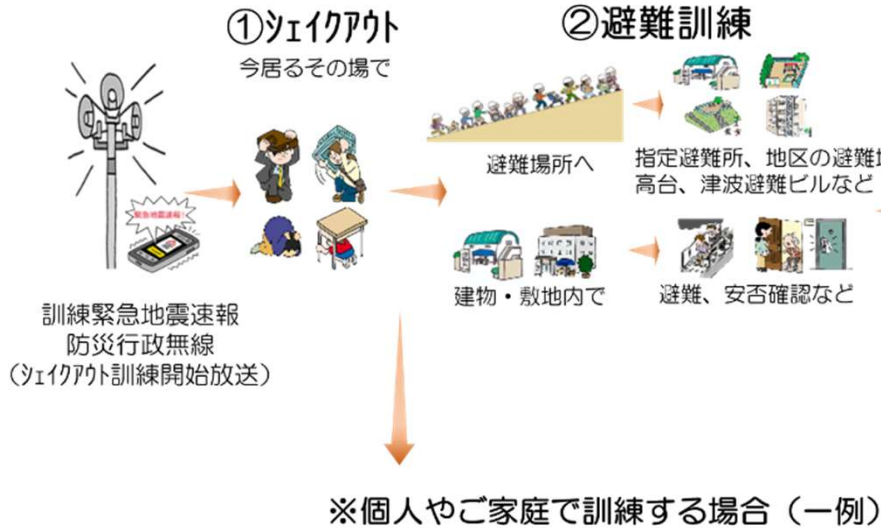 ①ｼｪｲｸｱｳﾄ
今居るその場で
②避難訓練
緊急地震速報!
避難場所へ
指定避難所、地区の避難場
高台、津波避難ビルなど
建物・敷地内で
避難、安否確認など
訓練緊急地震速報
防災行政無線
（ｼｪｲｸｱｳﾄ訓練開始放送）
※個人やご家庭で訓練する場合（一例）